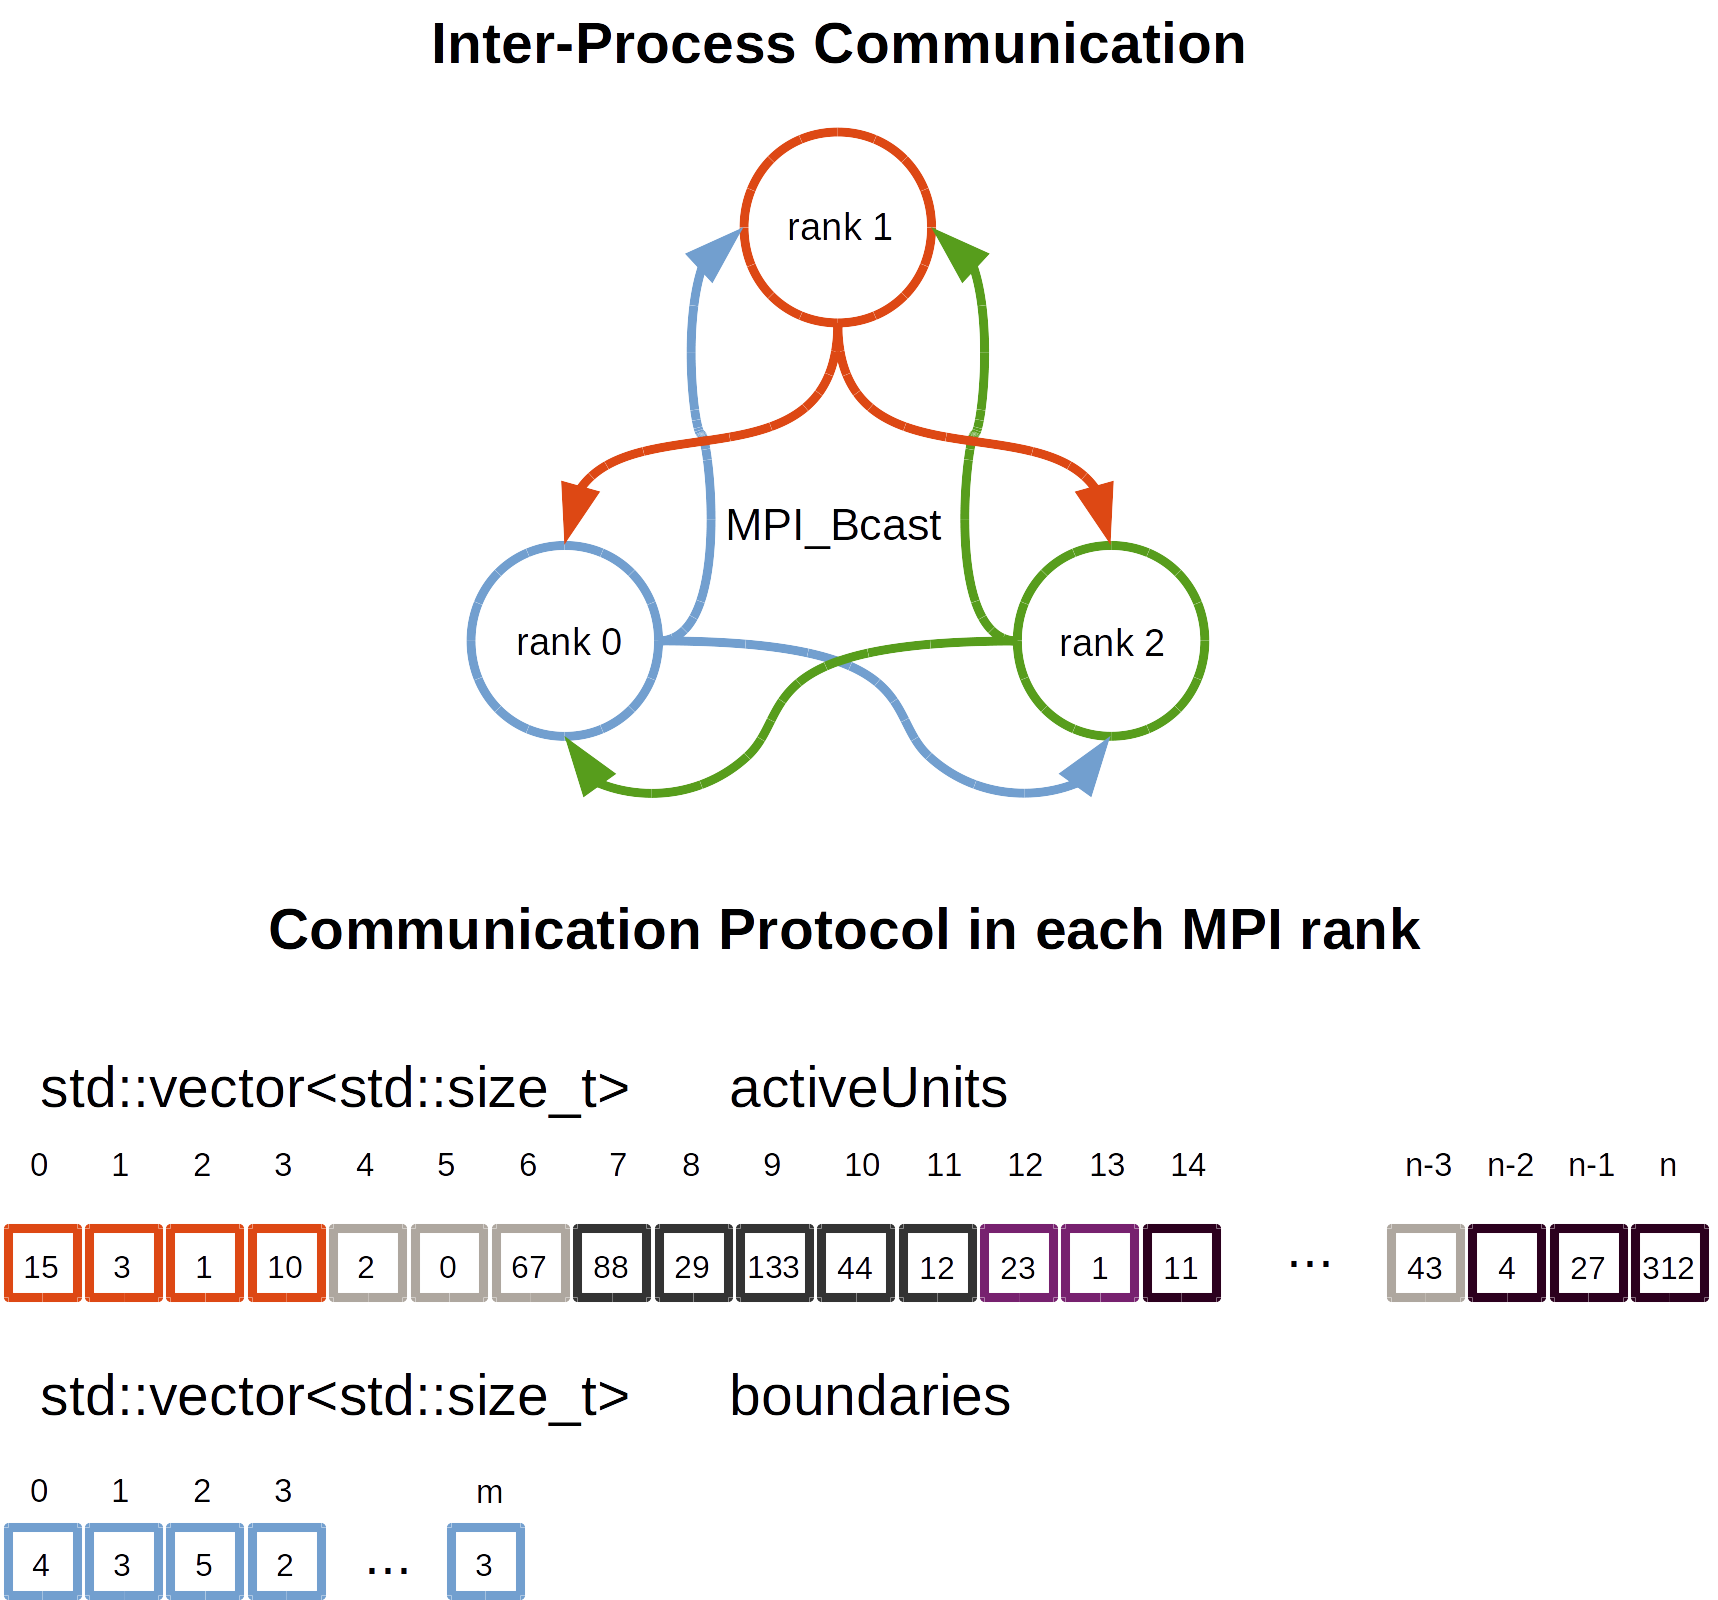 Inter-Process Communication
rank 1
MPI_Bcast
rank 0
rank 2
Communication Protocol in each MPI rank
std::vector<std::size_t> activeUnits
0 1 2 3 4 5 6 7 8 9 10 11 12 13 14 n-3 n-2 n-1 n
15 3 1 10 2 0 67 88 29 133 44 12 23 1 11 ... 43 4 27 312
std::vector<std::size_t> boundaries
0 1 2 3 m
4 3 5 2 ... 3